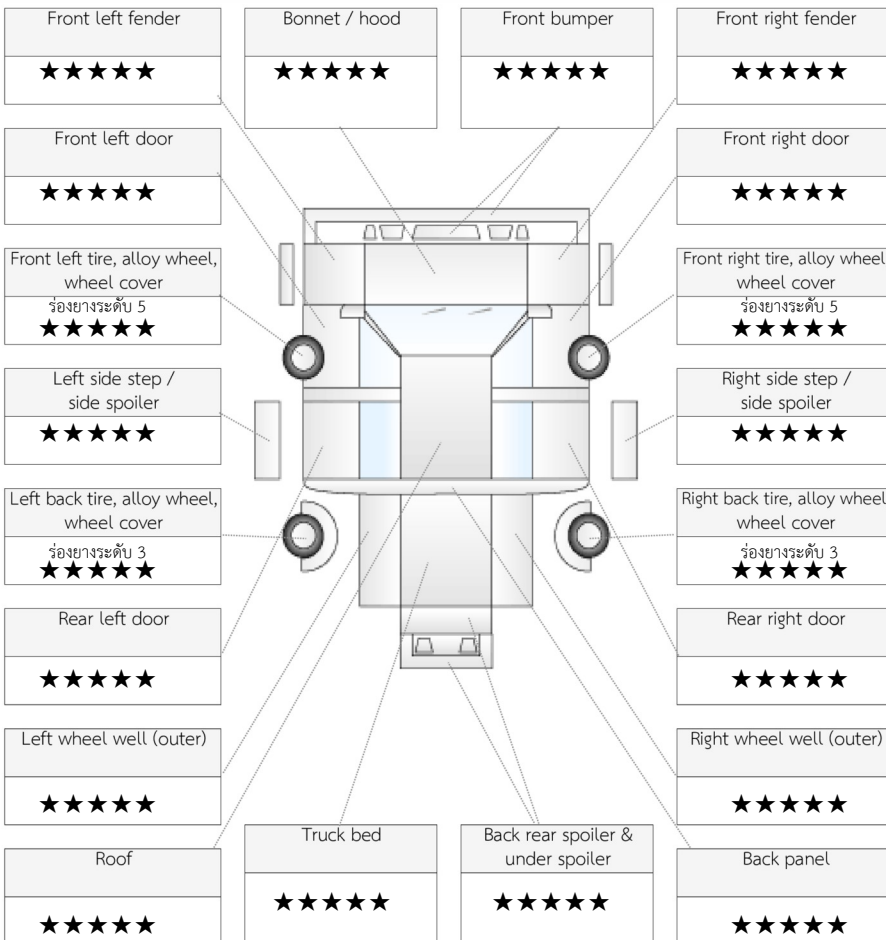 Front left fender
★★★★★
Bonnet / hood
★★★★★
Front bumper
★★★★★
Front right fender
★★★★★
Front left door
★★★★★
Front right door
★★★★★
Front left tire, alloy wheel,
wheel cover
ร่องยางระดับ 5
★★★★★
Front right tire, alloy wheel
wheel cover
ร่องยางระดับ 5
★★★★★
Left side step /
side spoiler
★★★★★
Right side step /
side spoiler
★★★★★
Left back tire, alloy wheel,
wheel cover
ร่องยางระดับ 3
★★★★★
Right back tire, alloy wheel
wheel cover
ร่องยางระดับ 3
★★★★★
Rear left door
★★★★★
Rear right door
★★★★★
Left wheel well (outer)
★★★★★
Right wheel well (outer)
★★★★★
Roof
★★★★★
Truck bed
★★★★★
Back rear spoiler &
under spoiler
★★★★★
Back panel
★★★★★